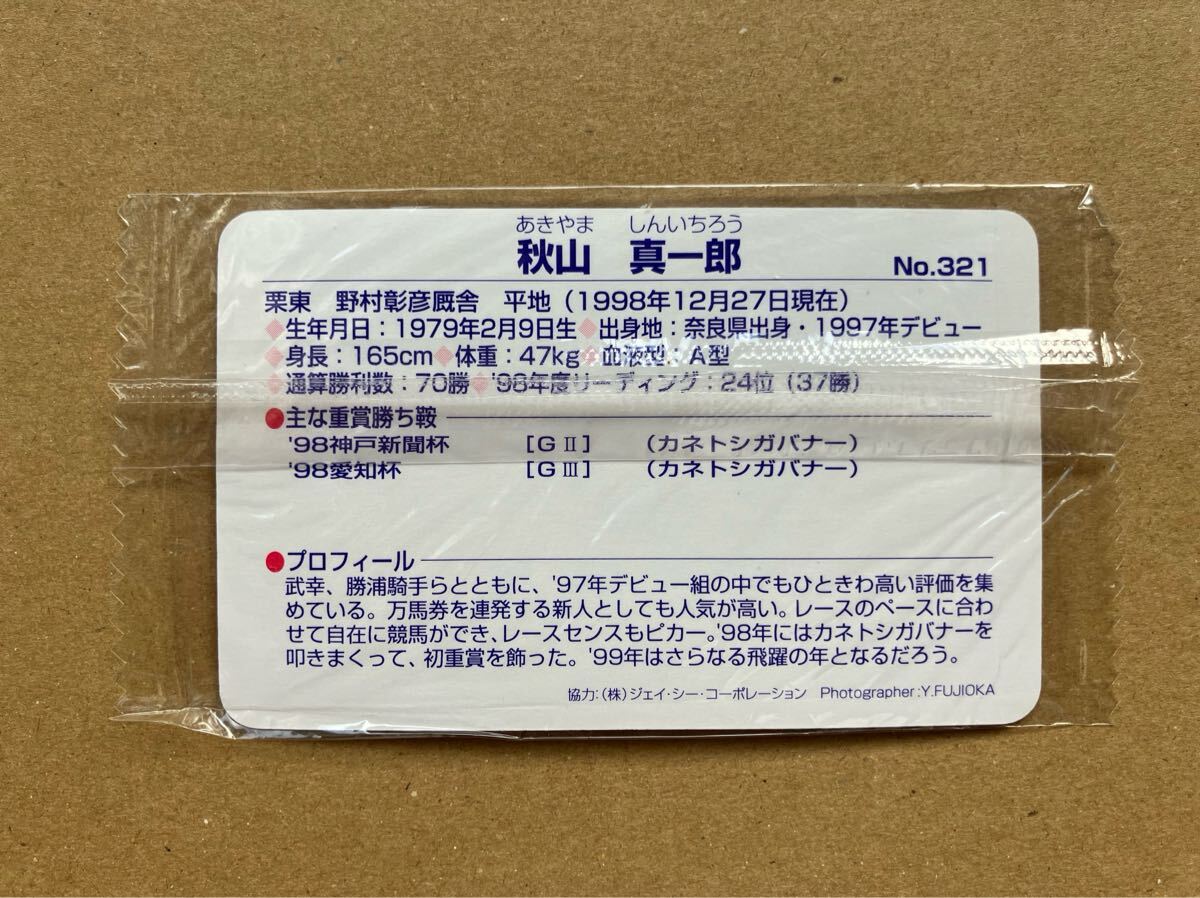 あきやま　しんいちろう
秋山　真一郎　No.321
栗東　野村彰彦厩舎　平地（1998年12月27日現在）
◆生年月日：1979年2月9日生◆出身地：奈良県出身・1997年デビュー
◆身長：165cm◆体重：47kg◆血液型：A型
◆通算勝利数：70勝◆'98年度リーディング：24位（37勝）
●主な重賞勝ち鞍
'98神戸新聞杯　［GⅡ］　（カネトシガバナー）
'98愛知杯　［GⅢ］　（カネトシガバナー）
●プロフィール
武幸、勝浦騎手らとともに、'97年デビュー組の中でもひときわ高い評価を集
めている。万馬券を連発する新人としても人気が高い。レースのペースに合わ
せて自在に競馬ができ、レースセンスもピカ一。'98年にはカネトシガバナーを
叩きまくって、初重賞を飾った。'99年はさらなる飛躍の年となるだろう。
協力：（株）ジェイ・シー・コーポレーション　Photographer：Y.FUJIOKA